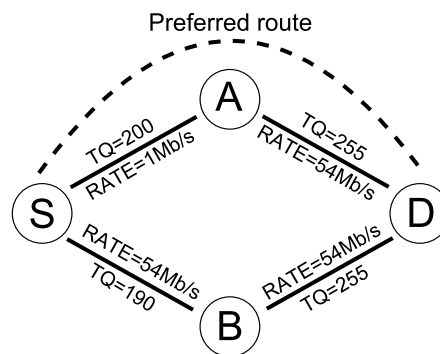 Preferred route
A
TQ=200
RATE=1Mb/s
TQ=255
RATE=54Mb/s
S
D
RATE=54Mb/s
TQ=190
RATE=54Mb/s
TQ=255
B